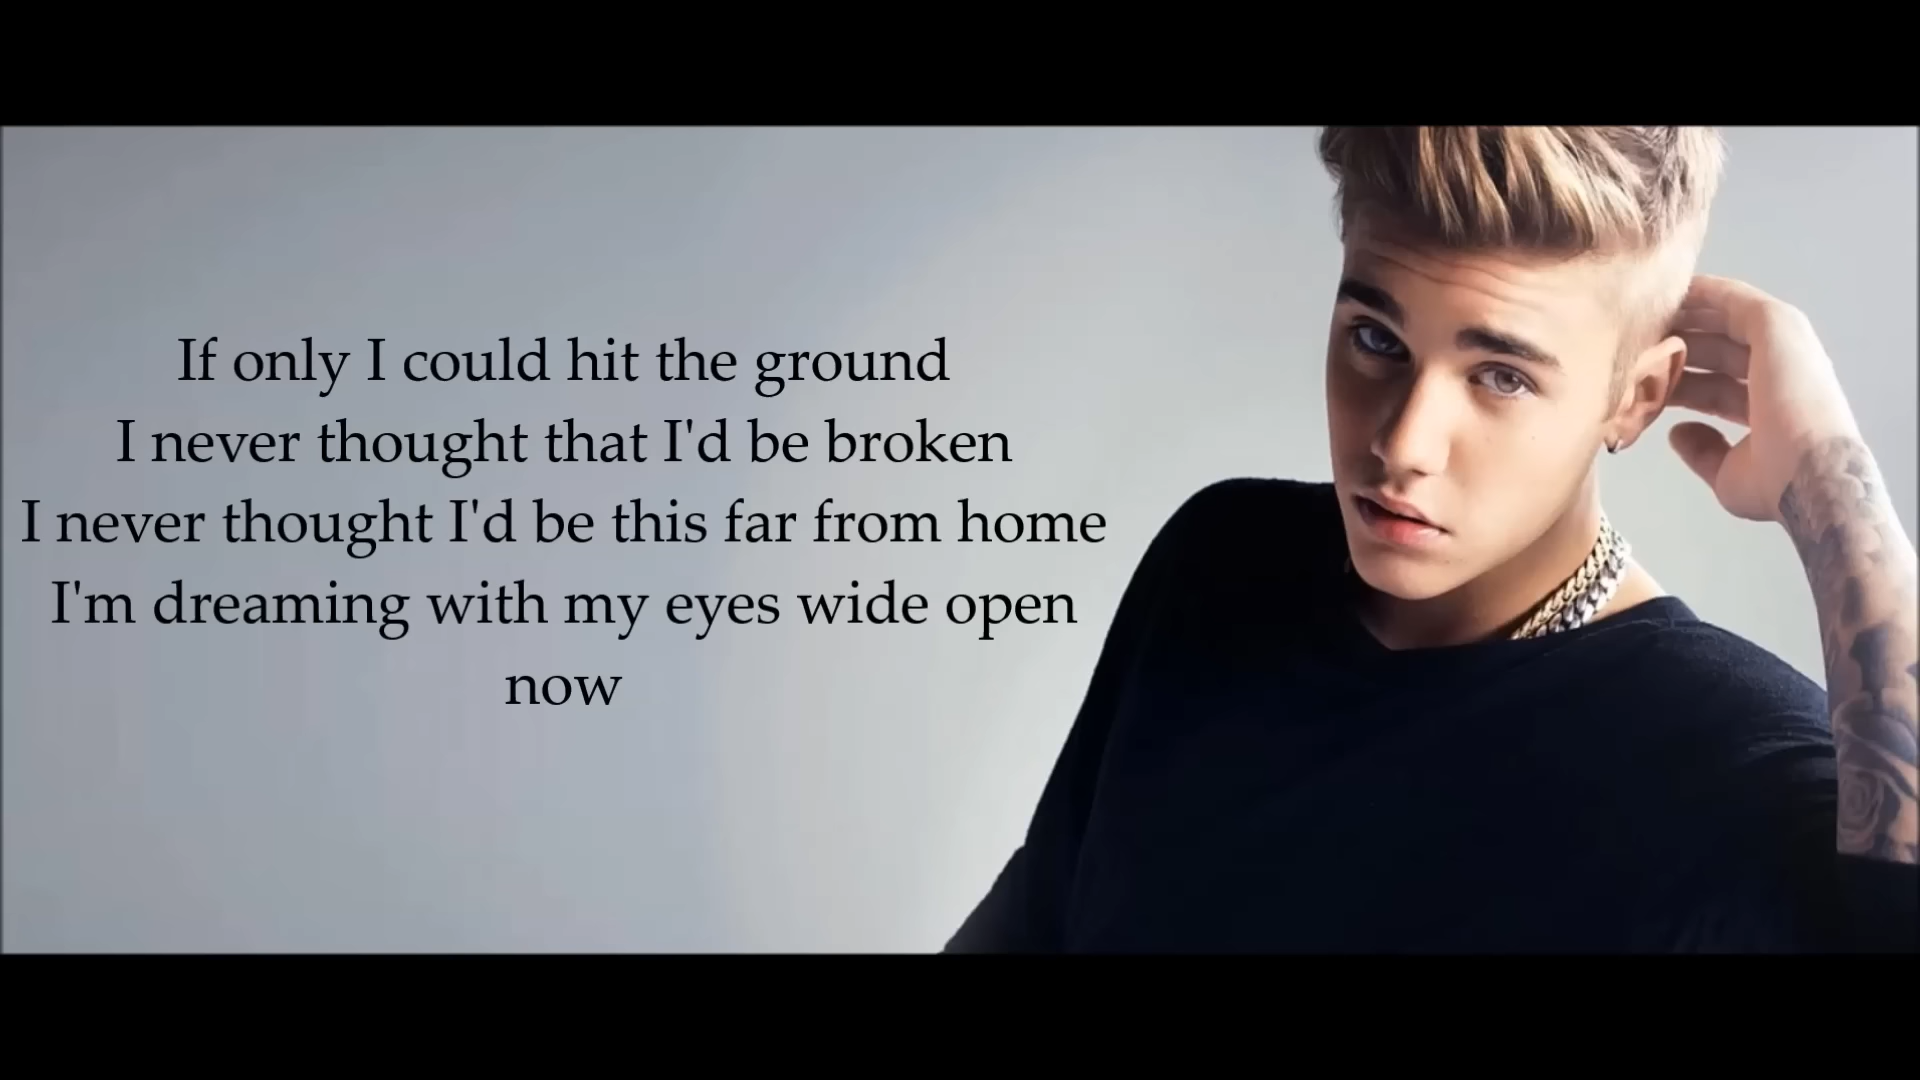 If only I could hit the ground
I never thought that I'd be broken
I never thought I'd be this far from home
I'm dreaming with my eyes wide open
now